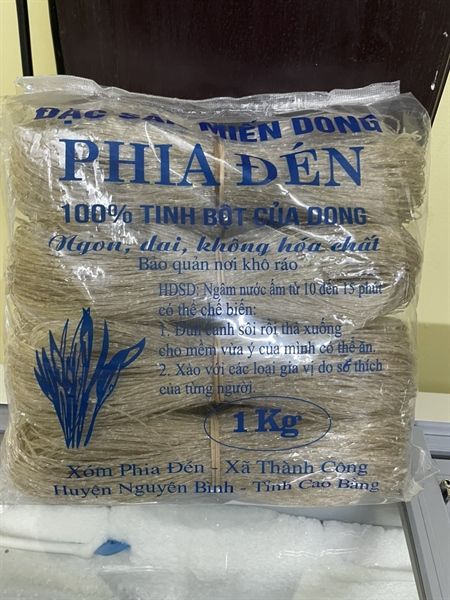 ĐẶC SẢN MIẾN DONG
PHIA ĐÉN
100% TINH BỘT CỦA DONG
Ngon, dai, không hóa chất
Bảo quản nơi khô ráo
HDSD: Ngâm nước ấm từ 10 đến 15 phút
có thể chế biến:
1. Đun canh sôi rồi thả xuống
cho mềm vừa ý của mình có thể ăn.
2. Xào với các loại gía vị do sở thích
của từng người.
1 Kg
Xóm Phia Đén - Xã Thành Công
Huyện Nguyên Bình - Tỉnh Cao Bằng